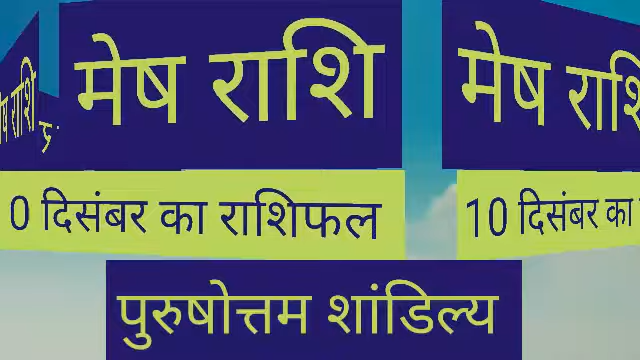 मेष राशि
मेष राशि
मेष राशि
0 दिसंबर का राशिफल
10 दिसंबर का
पुरुषोत्तम शांडिल्य